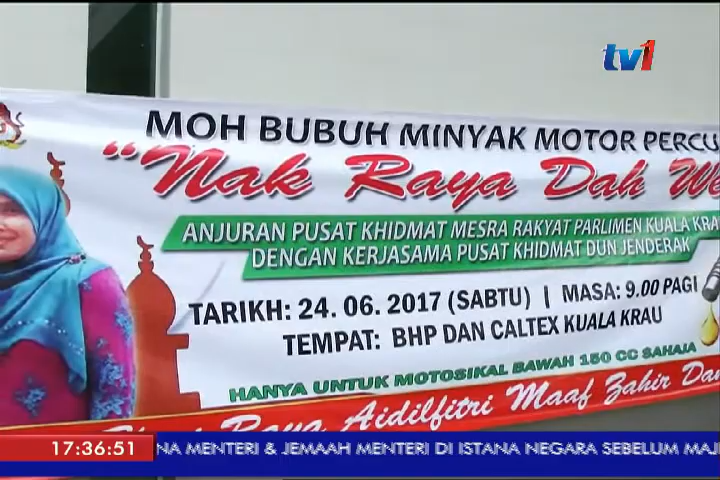 tv1
MOH BUBUH MINYAK MOTOR PERCU
"Nak Raya Dah
ANJURAN PUSAT KHIDMAT MESRA RAKYAT PARLIMEN KUALA KRA
DENGAN KERJASAMA PUSAT KHIDMAT DUN JENDERAK
TARIKH: 24. 06. 2017 (SABTU) | MASA: 9.00 PAGI
TEMPAT: BHP DAN CALTEX KUALA KRAU
HANYA UNTUK MOTOSIKAL BAWAH 150 CC SAHAJA
Raya Aidilfitri Maaf Zahir Dan
17:36:51 NA MENTERI & JEMAAH MENTERI DI ISTANA NEGARA SEBELUM MAJ